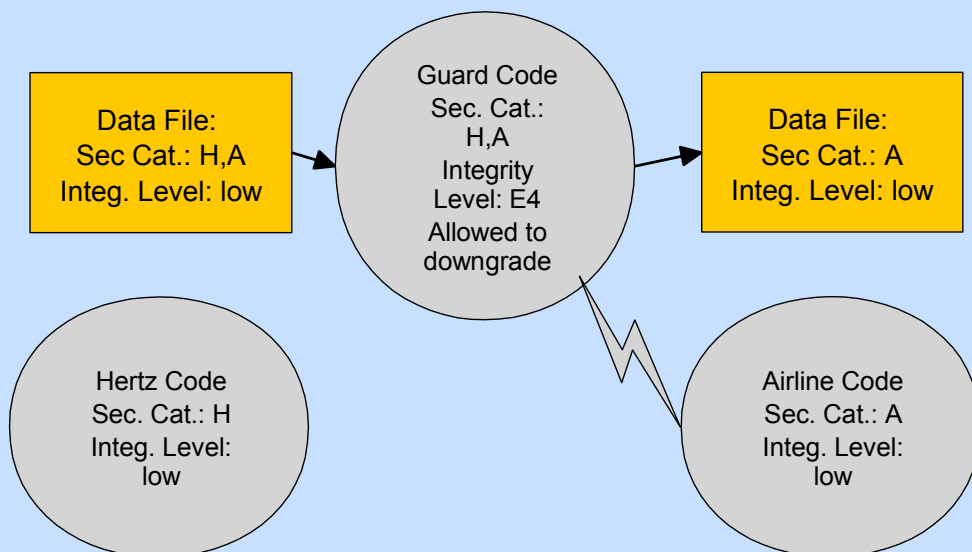 Data File:
Sec Cat.: H,A
Integ. Level: low
Guard Code
Sec. Cat.:
H,A
Integrity
Level: E4
Allowed to
downgrade
Data File:
Sec Cat.: A
Integ. Level: low
Hertz Code
Sec. Cat.: H
Integ. Level:
low
Airline Code
Sec. Cat.: A
Integ. Level:
low